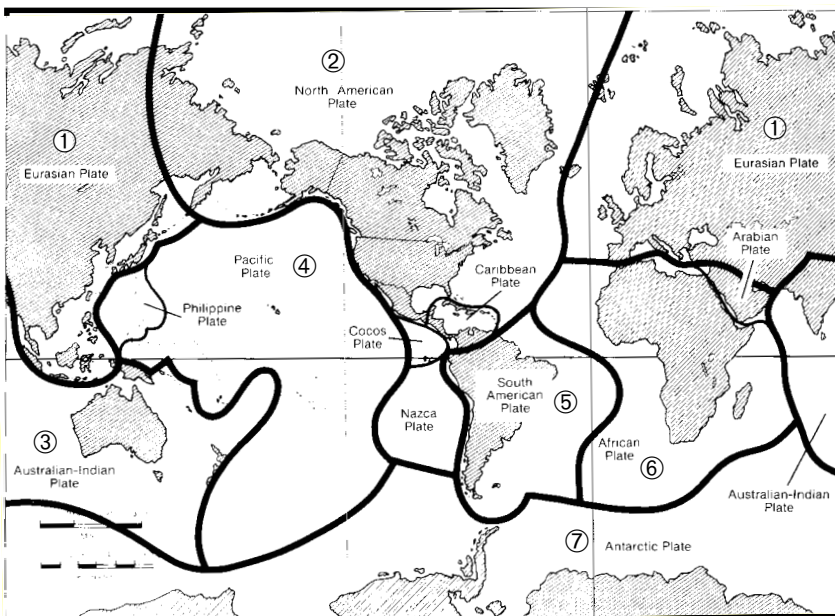 ②
North American
Plate
①
Eurasian Plate
①
Eurasian Plate
Arabian
Plate
Pacific
Plate
④
Caribbean
Plate
Philippine
Plate
Cocos
Plate
South
American
Plate
⑤
Nazca
Plate
③
Australian-Indian
Plate
African
Plate
⑥
Australian-Indian
Plate
⑦
Antarctic Plate